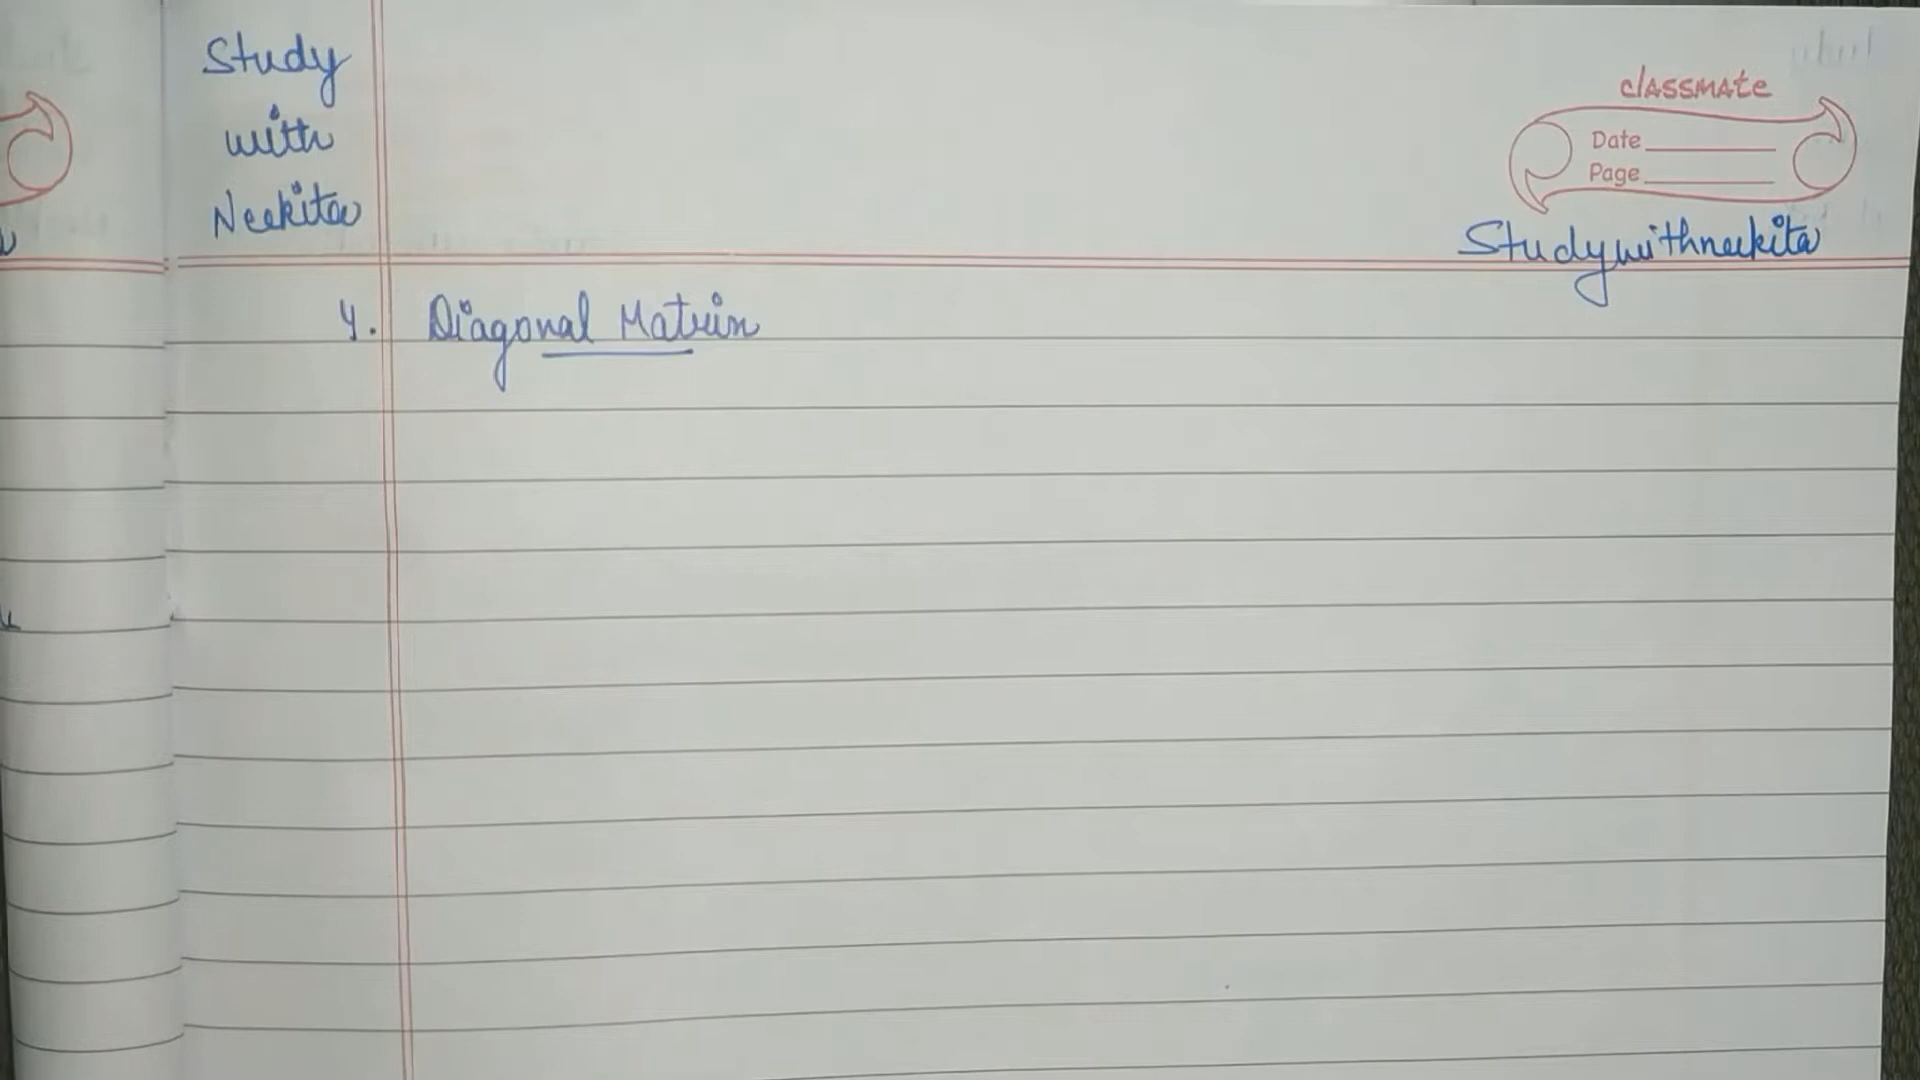 Study
with
Neekita
classmate
Date
Page
Studywithneekita
4. Diagonal Matrix